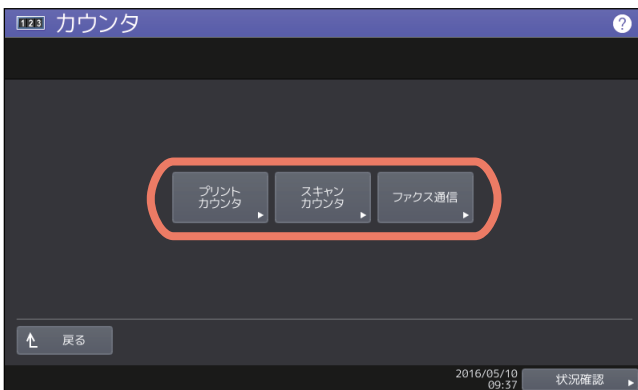 123 カウンタ ?
プリント
カウンタ
スキャン
カウンタ
ファクス通信
戻る
2016/05/10
09:37
状況確認